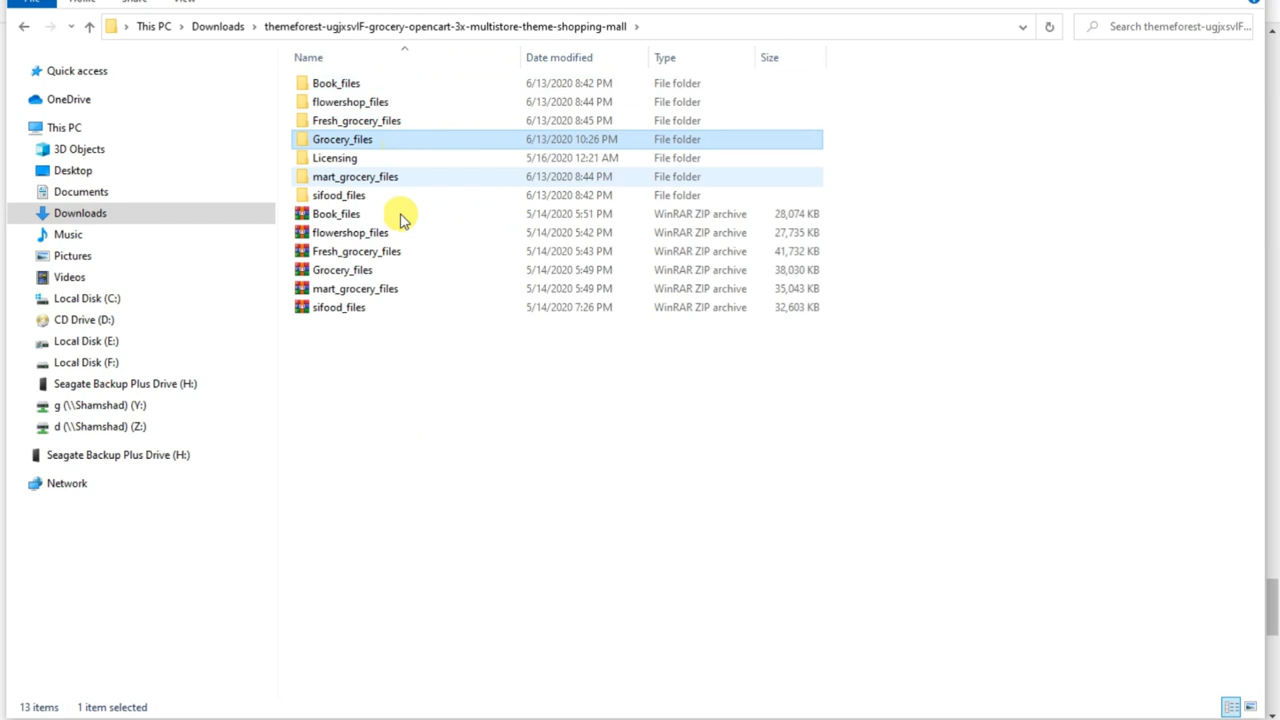 This PC > Downloads > themeforest-ugjxsvlF-grocery-opencart-3x-multistore-theme-shopping-mall >
Search themeforest-ugjxsvlF...
Name Date modified Type Size
Quick access
OneDrive
This PC
3D Objects
Desktop
Documents
Downloads
Music
Pictures
Videos
Local Disk (C:)
CD Drive (D:)
Local Disk (E:)
Local Disk (F:)
Seagate Backup Plus Drive (H:)
g (\\Shamshad) (Y:)
d (\\Shamshad) (Z:)
Seagate Backup Plus Drive (H:)
Network
Book_files 6/13/2020 8:42 PM File folder
flowershop_files 6/13/2020 8:44 PM File folder
Fresh_grocery_files 6/13/2020 8:45 PM File folder
Grocery_files 6/13/2020 10:26 PM File folder
Licensing 5/16/2020 12:21 AM File folder
mart_grocery_files 6/13/2020 8:44 PM File folder
sifood_files 6/13/2020 8:42 PM File folder
Book_files 5/14/2020 5:51 PM WinRAR ZIP archive 28,074 KB
flowershop_files 5/14/2020 5:42 PM WinRAR ZIP archive 27,735 KB
Fresh_grocery_files 5/14/2020 5:43 PM WinRAR ZIP archive 41,732 KB
Grocery_files 5/14/2020 5:49 PM WinRAR ZIP archive 38,030 KB
mart_grocery_files 5/14/2020 5:49 PM WinRAR ZIP archive 35,043 KB
sifood_files 5/14/2020 7:26 PM WinRAR ZIP archive 32,603 KB
13 items 1 item selected